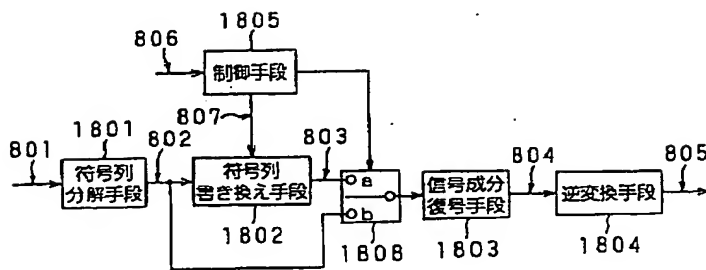 806
1805
制御手段
807
801
1801
802
803
804
805
符号列
分解手段
符号列
書き換え手段
a
b
信号成分
復号手段
逆変換手段
1802
1808
1803
1804